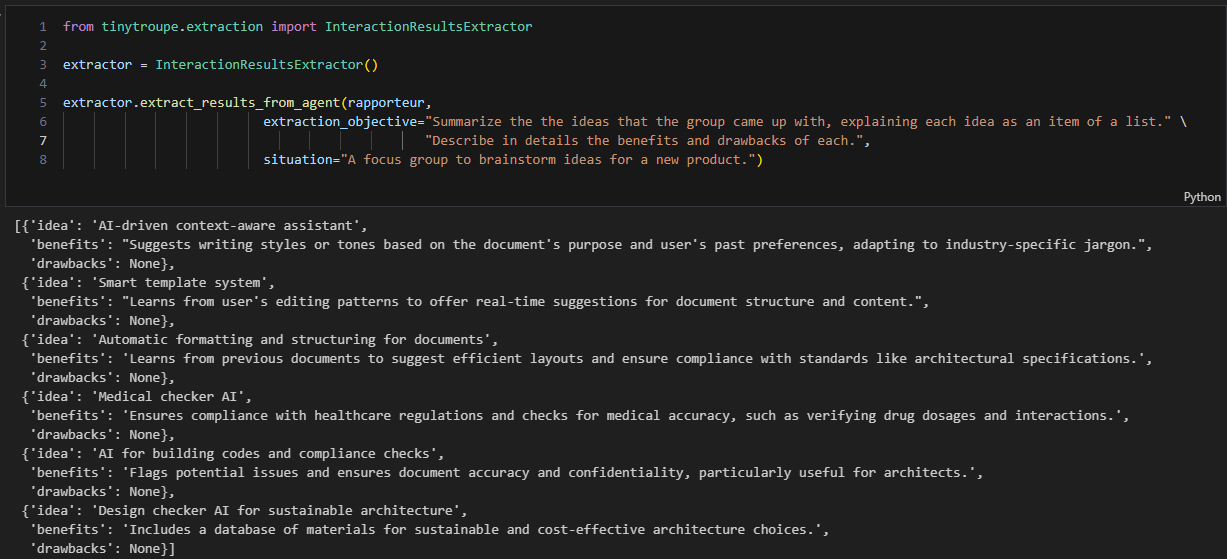 1 from tinytroupe.extraction import InteractionResultsExtractor
2
3 extractor = InteractionResultsExtractor()
4
5 extractor.extract_results_from_agent(rapporteur,
6 extraction_objective="Summarize the the ideas that the group came up with, explaining each idea as an item of a list." \
7 "Describe in details the benefits and drawbacks of each.",
8 situation="A focus group to brainstorm ideas for a new product.")
Python
[{'idea': 'AI-driven context-aware assistant',
'benefits': "Suggests writing styles or tones based on the document's purpose and user's past preferences, adapting to industry-specific jargon.",
'drawbacks': None},
{'idea': 'Smart template system',
'benefits': "Learns from user's editing patterns to offer real-time suggestions for document structure and content.",
'drawbacks': None},
{'idea': 'Automatic formatting and structuring for documents',
'benefits': 'Learns from previous documents to suggest efficient layouts and ensure compliance with standards like architectural specifications.',
'drawbacks': None},
{'idea': 'Medical checker AI',
'benefits': 'Ensures compliance with healthcare regulations and checks for medical accuracy, such as verifying drug dosages and interactions.',
'drawbacks': None},
{'idea': 'AI for building codes and compliance checks',
'benefits': 'Flags potential issues and ensures document accuracy and confidentiality, particularly useful for architects.',
'drawbacks': None},
{'idea': 'Design checker AI for sustainable architecture',
'benefits': 'Includes a database of materials for sustainable and cost-effective architecture choices.',
'drawbacks': None}]